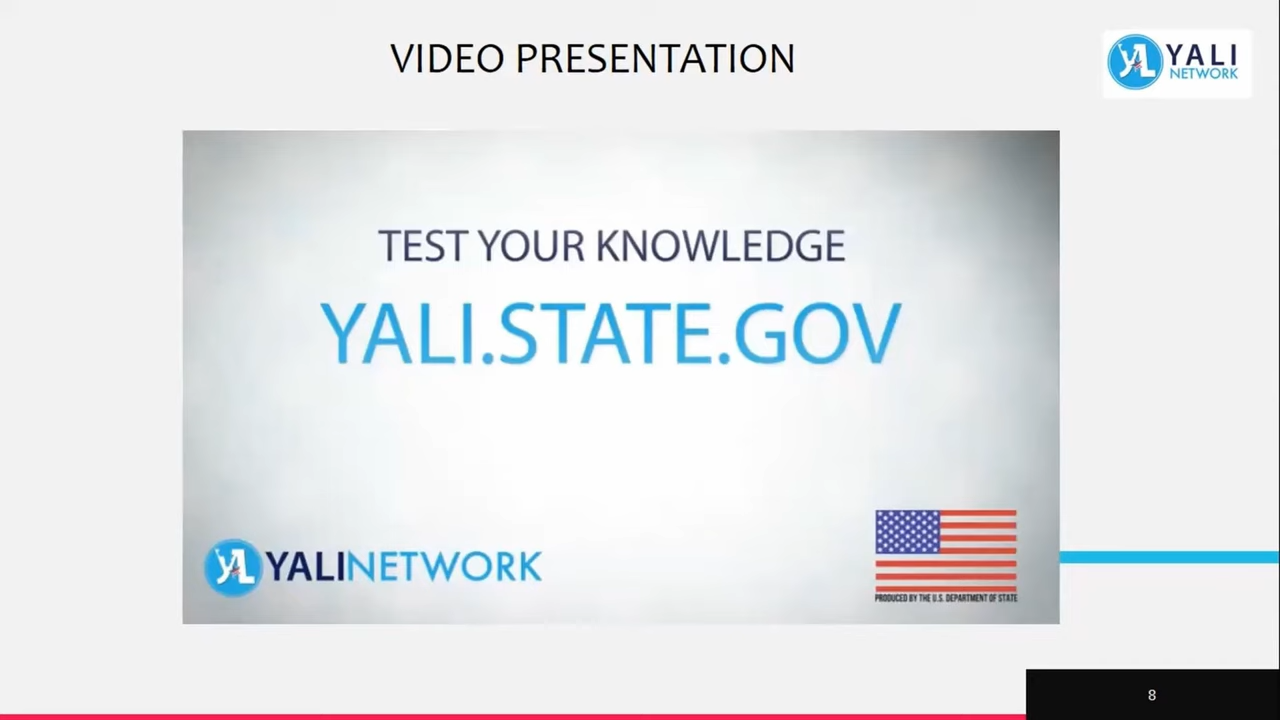 VIDEO PRESENTATION
YALI
NETWORK
TEST YOUR KNOWLEDGE
YALI.STATE.GOV
YALINETWORK
PRODUCED BY THE U.S. DEPARTMENT OF STATE
8